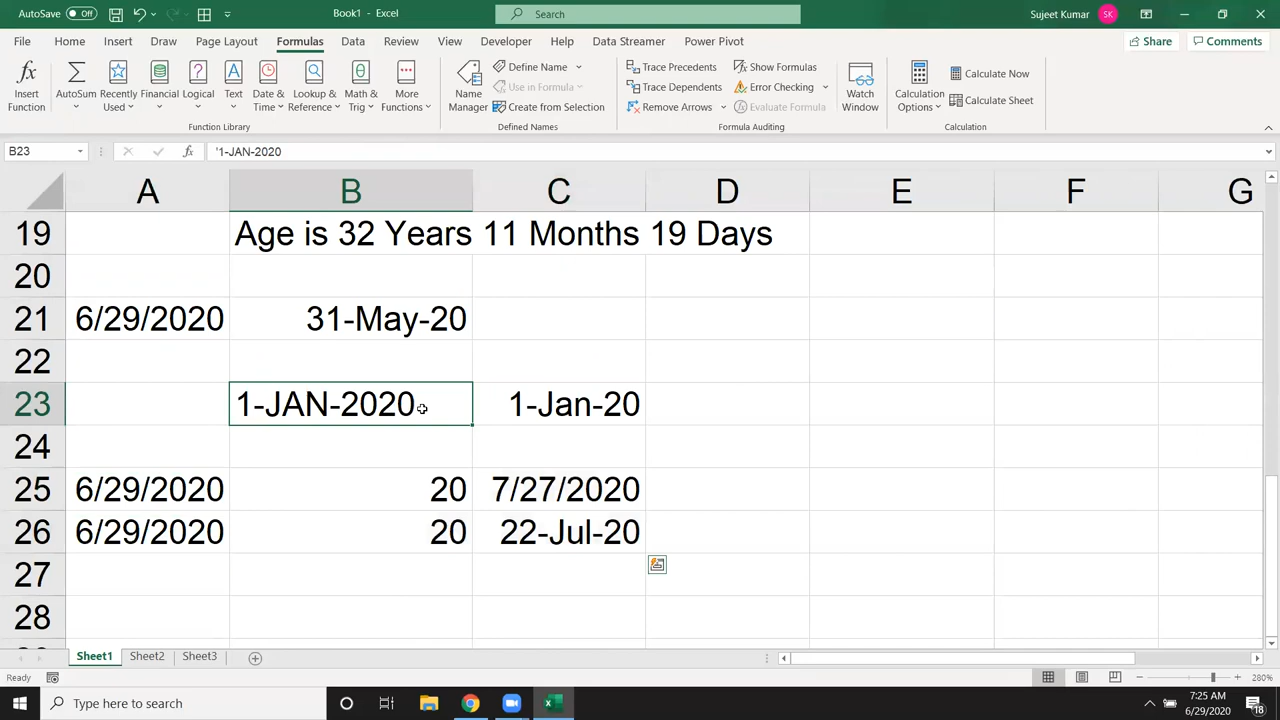 AutoSave Off Book1 - Excel Search Sujeet Kumar SK
File Home Insert Draw Page Layout Formulas Data Review View Developer Help Data Streamer Power Pivot Share Comments
Insert Function
AutoSum
Recently Used
Financial
Logical
Text
Date & Time
Lookup & Reference
Math & Trig
More Functions
Function Library
Name Manager
Define Name
Use in Formula
Create from Selection
Defined Names
Trace Precedents
Trace Dependents
Remove Arrows
Show Formulas
Error Checking
Evaluate Formula
Formula Auditing
Watch Window
Calculation Options
Calculate Now
Calculate Sheet
Calculation
B23 fx '1-JAN-2020
A B C D E F G
19 Age is 32 Years 11 Months 19 Days
20
21 6/29/2020 31-May-20
22
23 1-JAN-2020 1-Jan-20
24
25 6/29/2020 20 7/27/2020
26 6/29/2020 20 22-Jul-20
27
28
Sheet1 Sheet2 Sheet3
Ready 280%
Type here to search 7:25 AM
6/29/2020 18